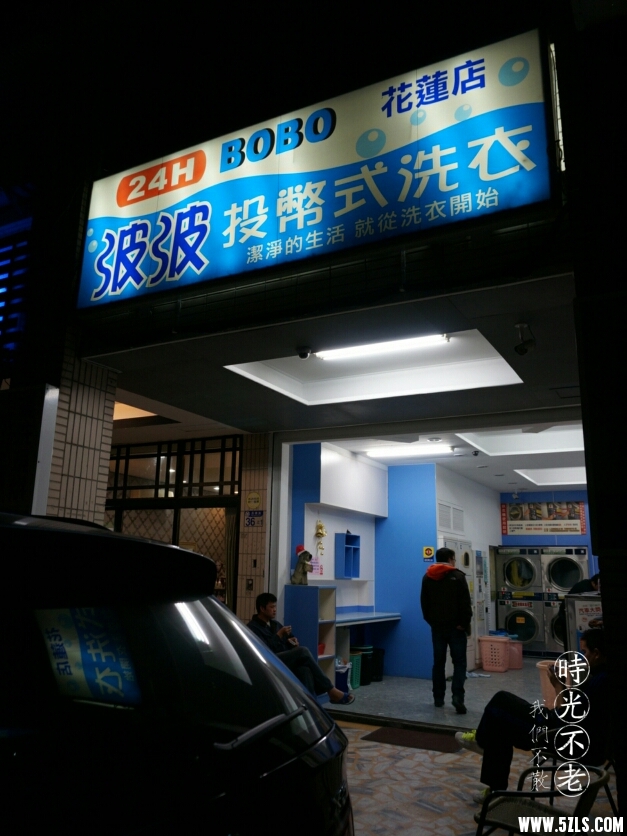 24H BOBO 花蓮店
波波 投幣式洗衣
潔淨的生活 就從洗衣開始
36
時光不老
我們不散
WWW.5ZLS.COM